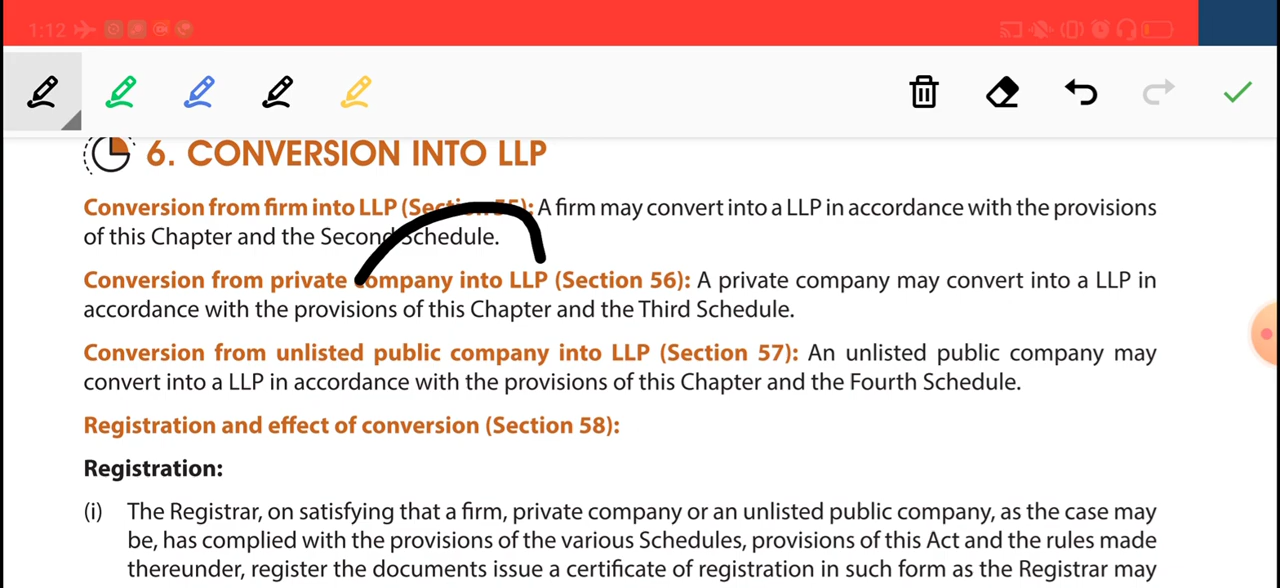 1:12
6. CONVERSION INTO LLP
Conversion from firm into LLP (Section 55): A firm may convert into a LLP in accordance with the provisions
of this Chapter and the Second Schedule.
Conversion from private company into LLP (Section 56): A private company may convert into a LLP in
accordance with the provisions of this Chapter and the Third Schedule.
Conversion from unlisted public company into LLP (Section 57): An unlisted public company may
convert into a LLP in accordance with the provisions of this Chapter and the Fourth Schedule.
Registration and effect of conversion (Section 58):
Registration:
(i) The Registrar, on satisfying that a firm, private company or an unlisted public company, as the case may
be, has complied with the provisions of the various Schedules, provisions of this Act and the rules made
thereunder, register the documents issue a certificate of registration in such form as the Registrar may